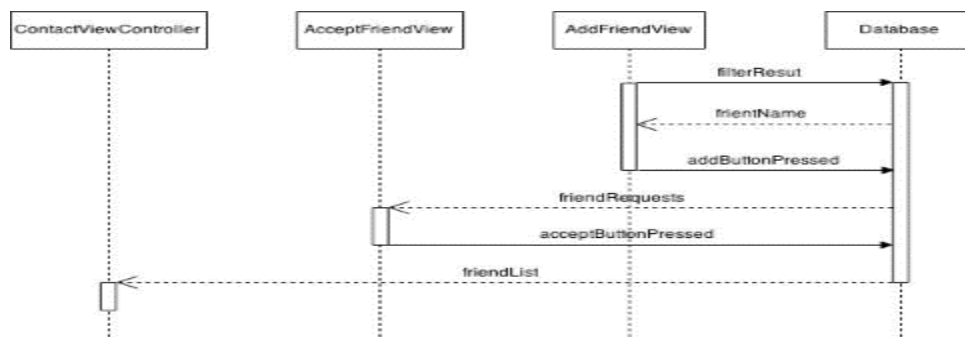 ContactViewController
AcceptFriendView
AddFriendView
Database
filterResut
frientName
addButtonPressed
friendRequests
acceptButtonPressed
friendList